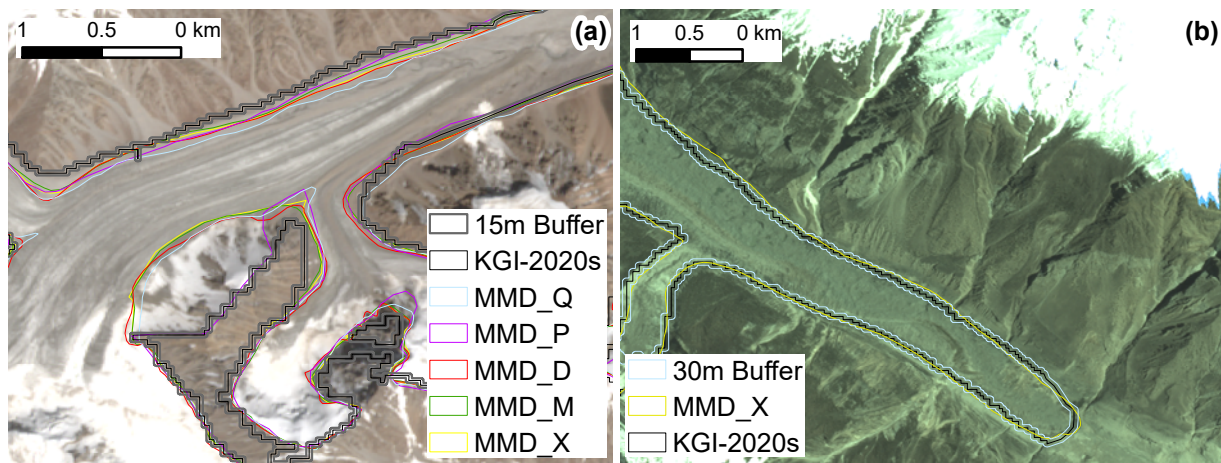 1 0.5 0 km
(a)
15m Buffer
KGI-2020s
MMD_Q
MMD_P
MMD_D
MMD_M
MMD_X
1 0.5 0 km
(b)
30m Buffer
MMD_X
KGI-2020s